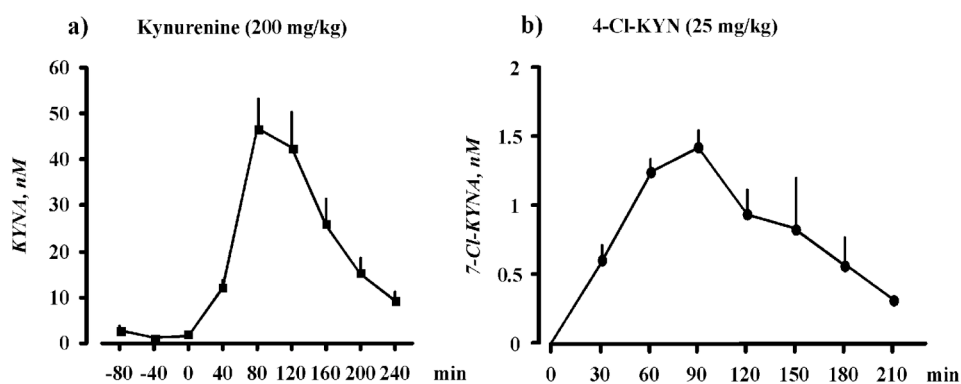 a) Kynurenine (200 mg/kg)
60
50
40
30
20
10
0
KYNA, nM
-80 -40 0 40 80 120 160 200 240 min
b) 4-Cl-KYN (25 mg/kg)
2
1.5
1
0.5
0
7-Cl-KYNA, nM
0 30 60 90 120 150 180 210 min